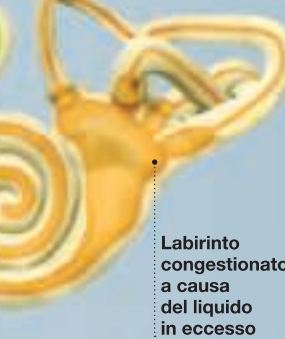 Labirinto
congestionato
a causa
del liquido
in eccesso